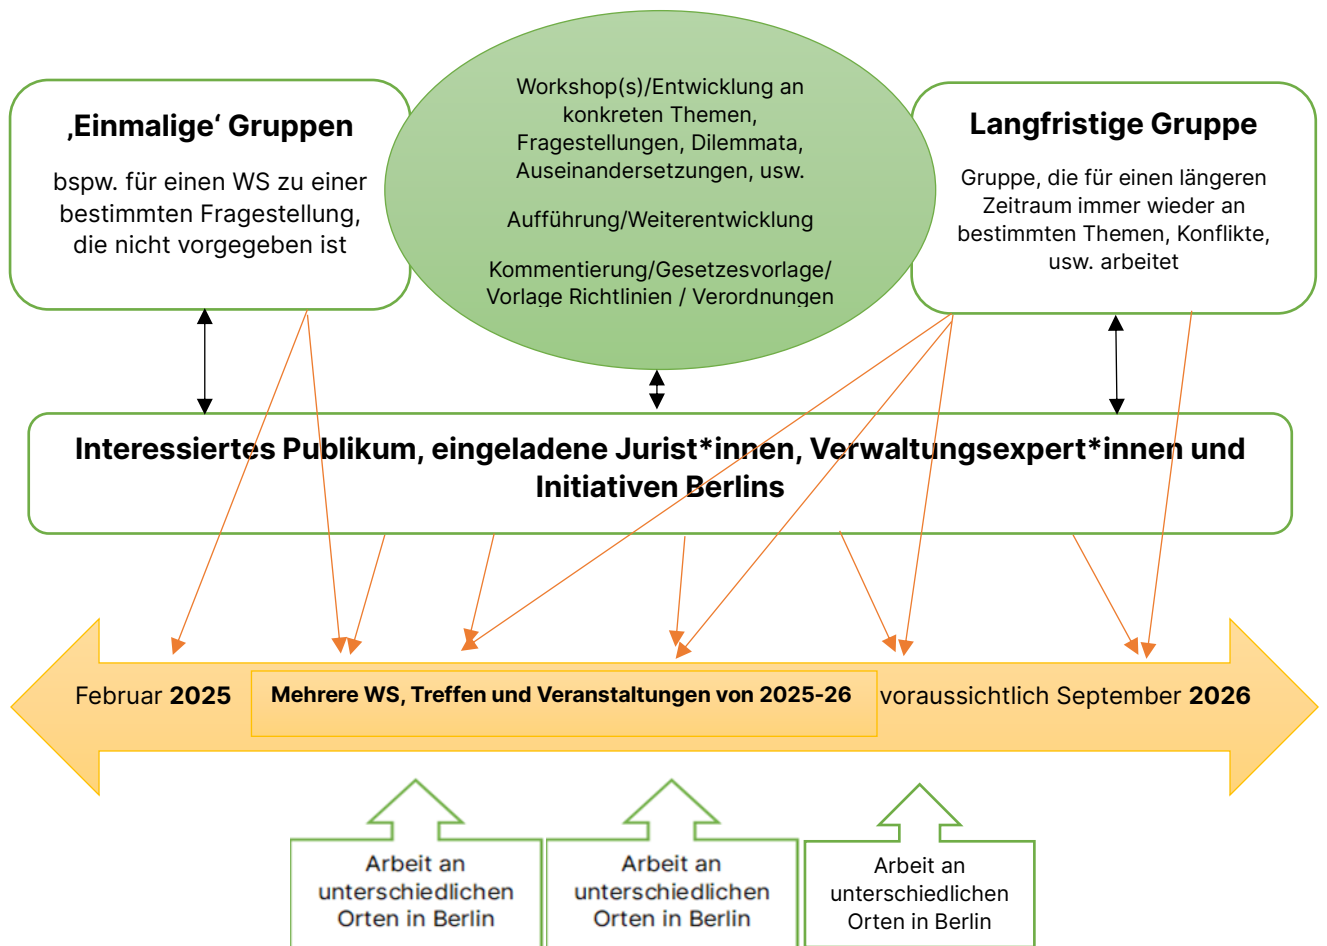 ‚Einmalige‘ Gruppen
bspw. für einen WS zu einer
bestimmten Fragestellung,
die nicht vorgegeben ist
Workshop(s)/Entwicklung an
konkreten Themen,
Fragestellungen, Dilemmata,
Auseinandersetzungen, usw.
Aufführung/Weiterentwicklung
Kommentierung/Gesetzesvorlage/
Vorlage Richtlinien / Verordnungen
Langfristige Gruppe
Gruppe, die für einen längeren
Zeitraum immer wieder an
bestimmten Themen, Konflikte,
usw. arbeitet
Interessiertes Publikum, eingeladene Jurist*innen, Verwaltungsexpert*innen und
Initiativen Berlins
Februar 2025
Mehrere WS, Treffen und Veranstaltungen von 2025-26
voraussichtlich September 2026
Arbeit an
unterschiedlichen
Orten in Berlin
Arbeit an
unterschiedlichen
Orten in Berlin
Arbeit an
unterschiedlichen
Orten in Berlin